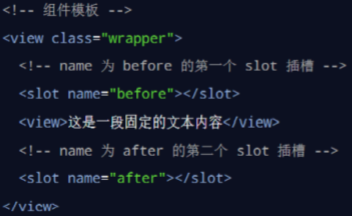 <!-- 组件模板 -->
<view class="wrapper">
<!-- name 为 before 的第一个 slot 插槽 -->
<slot name="before"></slot>
<view>这是一段固定的文本内容</view>
<!-- name 为 after 的第二个 slot 插槽 -->
<slot name="after"></slot>
</view>